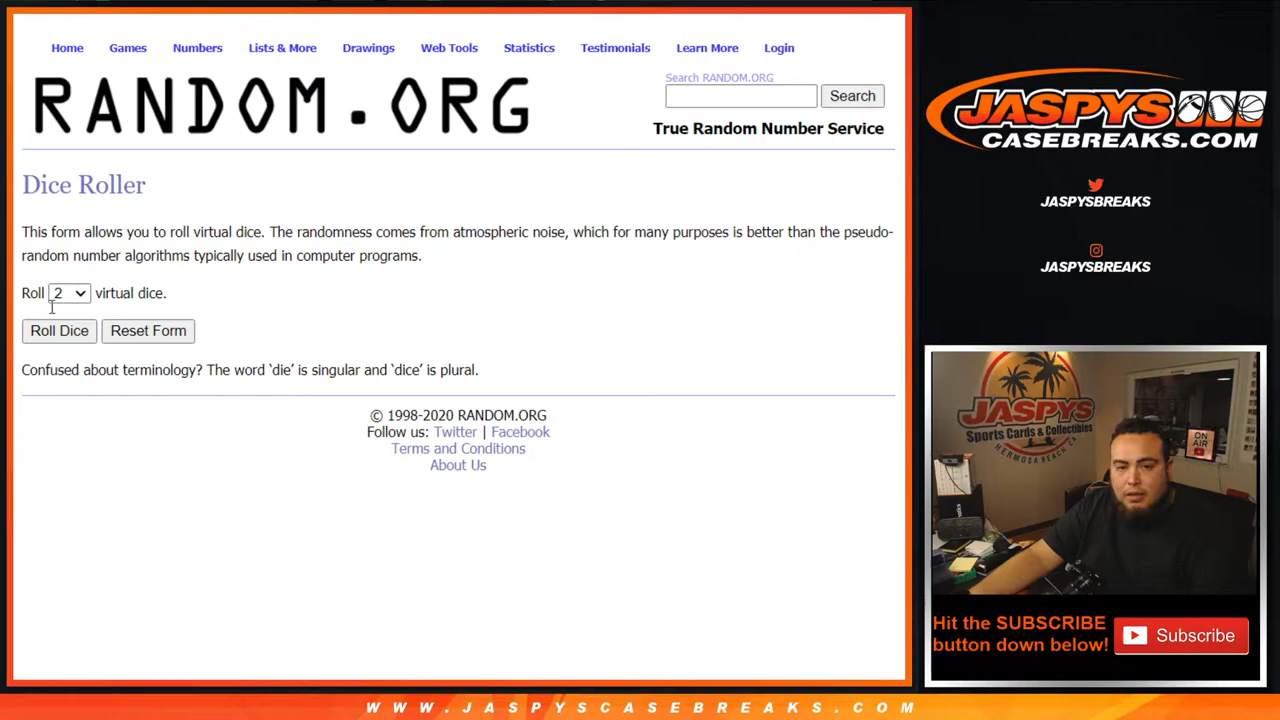 Home Games Numbers Lists & More Drawings Web Tools Statistics Testimonials Learn More Login
RANDOM.ORG
Search RANDOM.ORG
Search
True Random Number Service
Dice Roller
This form allows you to roll virtual dice. The randomness comes from atmospheric noise, which for many purposes is better than the pseudo-
random number algorithms typically used in computer programs.
Roll 2 virtual dice.
Roll Dice Reset Form
Confused about terminology? The word ‘die’ is singular and ‘dice’ is plural.
© 1998-2020 RANDOM.ORG
Follow us: Twitter | Facebook
Terms and Conditions
About Us
JASPYS
CASEBREAKS.COM
JASPYSBREAKS
JASPYSBREAKS
JASPYS
Sports Cards & Collectibles
HERMOSA BEACH CA
ON
AIR
Hit the SUBSCRIBE
button down below!
Subscribe
WWW.JASPYSCASEBREAKS.COM